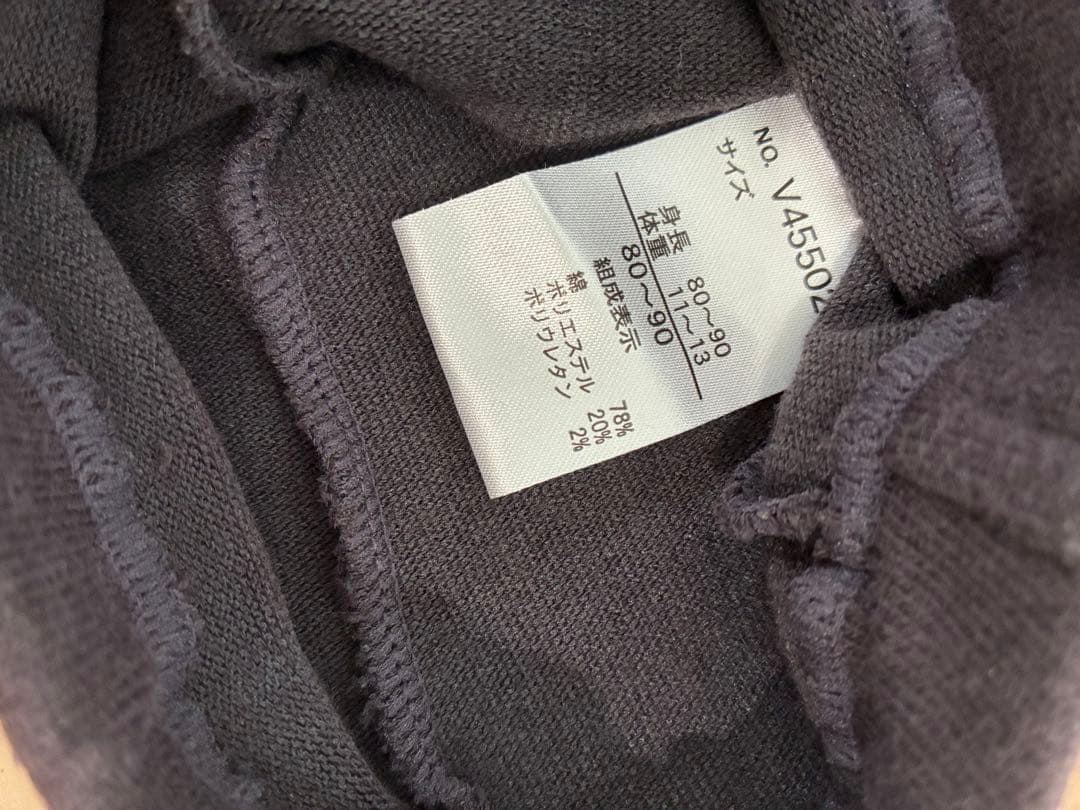 NO. V45502
サイズ
身長 80〜90
体重 11〜13
80〜90
組成表示
綿 78%
ポリエステル 20%
ポリウレタン 2%